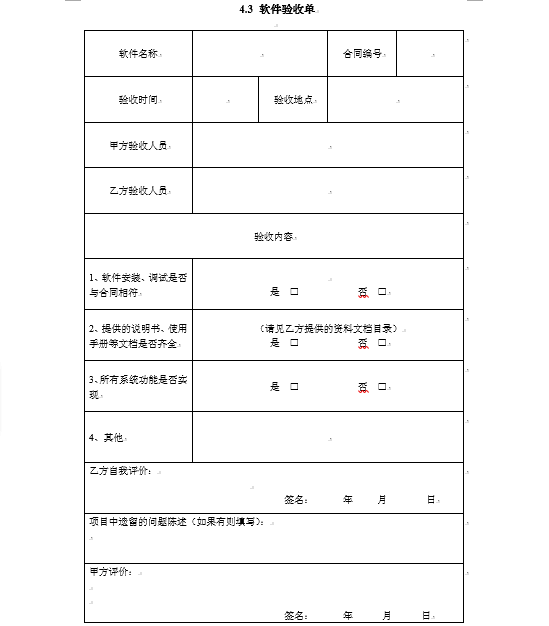 4.3 软件验收单
软件名称 合同编号
验收时间 验收地点
甲方验收人员
乙方验收人员
验收内容
1、软件安装、调试是否
与合同相符
是 □ 否 □
2、提供的说明书、使用
手册等文档是否齐全
（请见乙方提供的资料文档目录）
是 □ 否 □
3、所有系统功能是否实
现
是 □ 否 □
4、其他
乙方自我评价：
签名： 年 月 日
项目中遗留的问题陈述（如果有则填写）：
甲方评价：
签名： 年 月 日